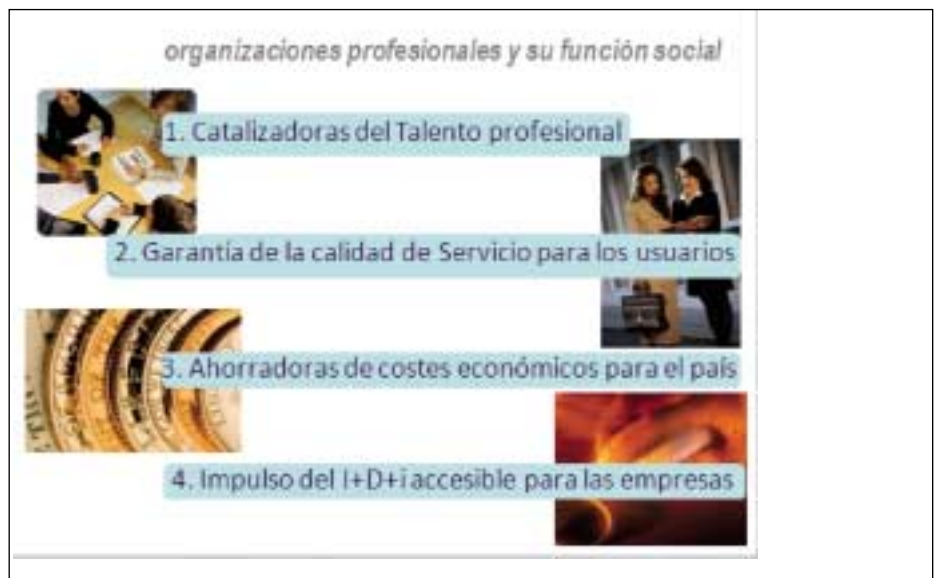 organizaciones profesionales y su función social
1. Catalizadoras del Talento profesional
2. Garantía de la calidad de Servicio para los usuarios
3. Ahorradoras de costes económicos para el país
4. Impulso del I+D+i accesible para las empresas